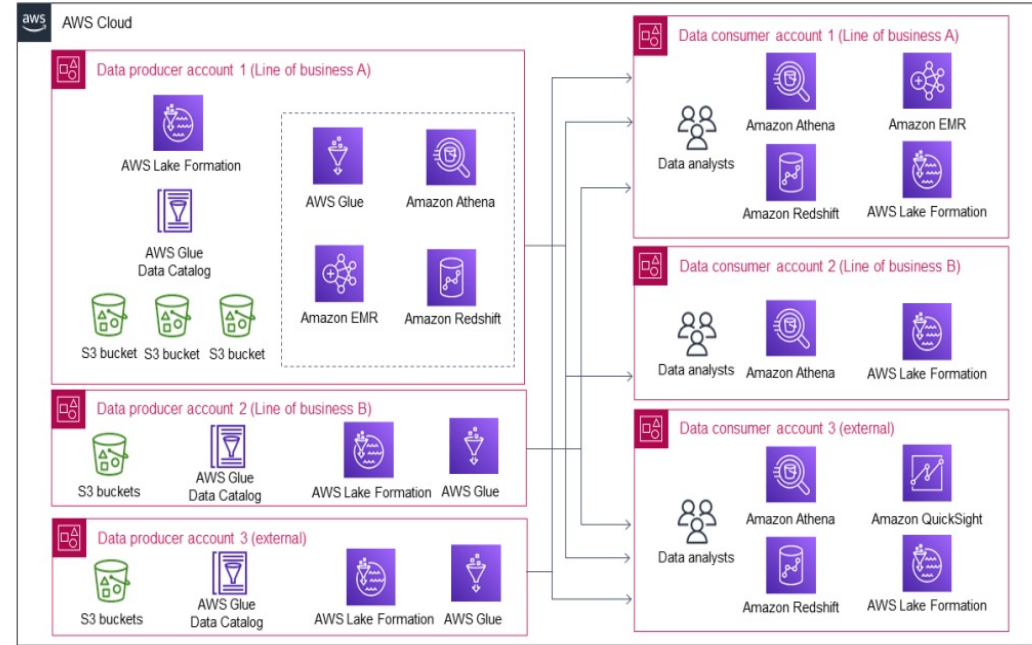 aws
AWS Cloud
Data producer account 1 (Line of business A)
AWS Lake Formation
AWS Glue
Data Catalog
S3 bucket
S3 bucket
S3 bucket
AWS Glue
Amazon Athena
Amazon EMR
Amazon Redshift
Data producer account 2 (Line of business B)
S3 buckets
AWS Glue
Data Catalog
AWS Lake Formation
AWS Glue
Data producer account 3 (external)
S3 buckets
AWS Glue
Data Catalog
AWS Lake Formation
AWS Glue
Data consumer account 1 (Line of business A)
Data analysts
Amazon Athena
Amazon EMR
Amazon Redshift
AWS Lake Formation
Data consumer account 2 (Line of business B)
Data analysts
Amazon Athena
AWS Lake Formation
Data consumer account 3 (external)
Data analysts
Amazon Athena
Amazon QuickSight
Amazon Redshift
AWS Lake Formation